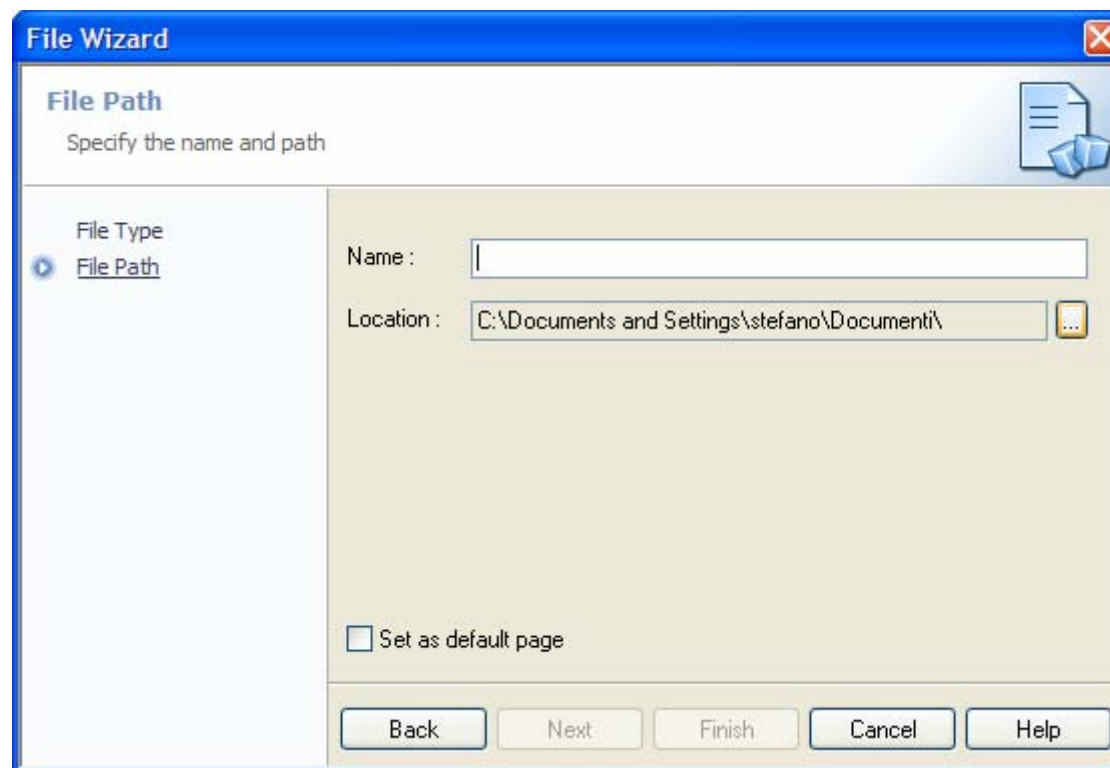 File Wizard
File Path
Specify the name and path
File Type
File Path
Name :
Location : C:\Documents and Settings\stefano\Documenti\ ...
Set as default page
Back Next Finish Cancel Help